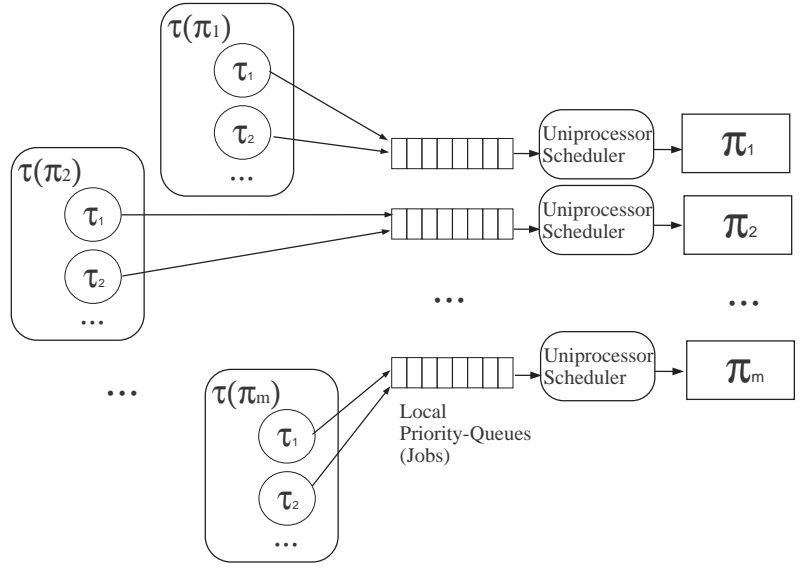 τ(π1)
τ1
τ2
...
Uniprocessor
Scheduler
π1
τ(π2)
τ1
τ2
...
Uniprocessor
Scheduler
π2
...
...
...
τ(πm)
τ1
τ2
...
Uniprocessor
Scheduler
πm
Local
Priority-Queues
(Jobs)